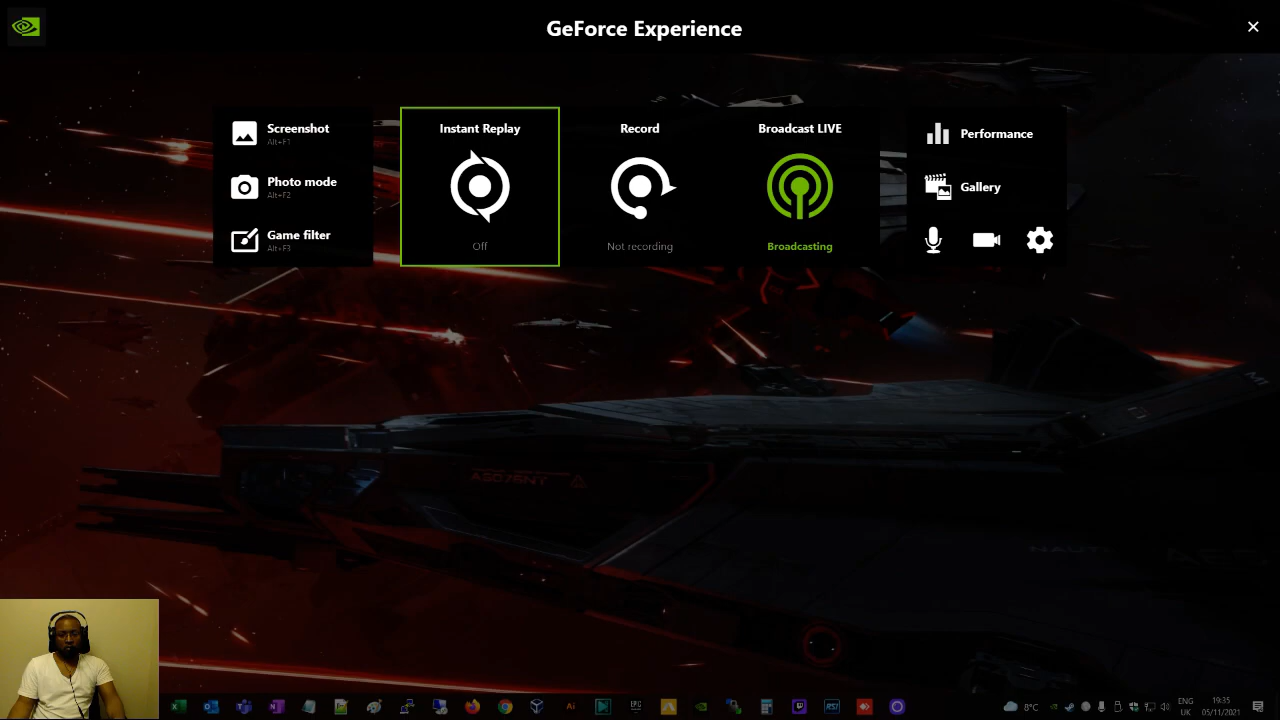 GeForce Experience
Screenshot
Alt+F1
Photo mode
Alt+F2
Game filter
Alt+F3
Instant Replay
Off
Record
Not recording
Broadcast LIVE
Broadcasting
Performance
Gallery
8°C
ENG
UK
19:35
05/11/2021